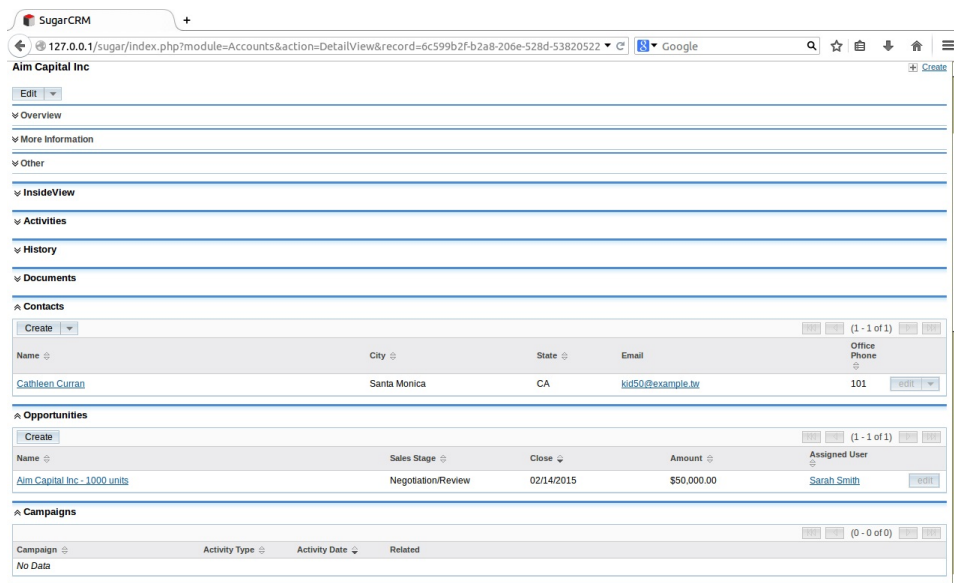 SugarCRM +
127.0.0.1/sugar/index.php?module=Accounts&action=DetailView&record=6c599b2f-b2a8-206e-528d-53820522 Google
Aim Capital Inc Create
Edit
Overview
More Information
Other
InsideView
Activities
History
Documents
Contacts
Create (1 - 1 of 1)
Name City State Email Office Phone
Cathleen Curran Santa Monica CA kid50@example.tw 101 edit
Opportunities
Create (1 - 1 of 1)
Name Sales Stage Close Amount Assigned User
Aim Capital Inc - 1000 units Negotiation/Review 02/14/2015 $50,000.00 Sarah Smith edit
Campaigns
(0 - 0 of 0)
Campaign Activity Type Activity Date Related
No Data